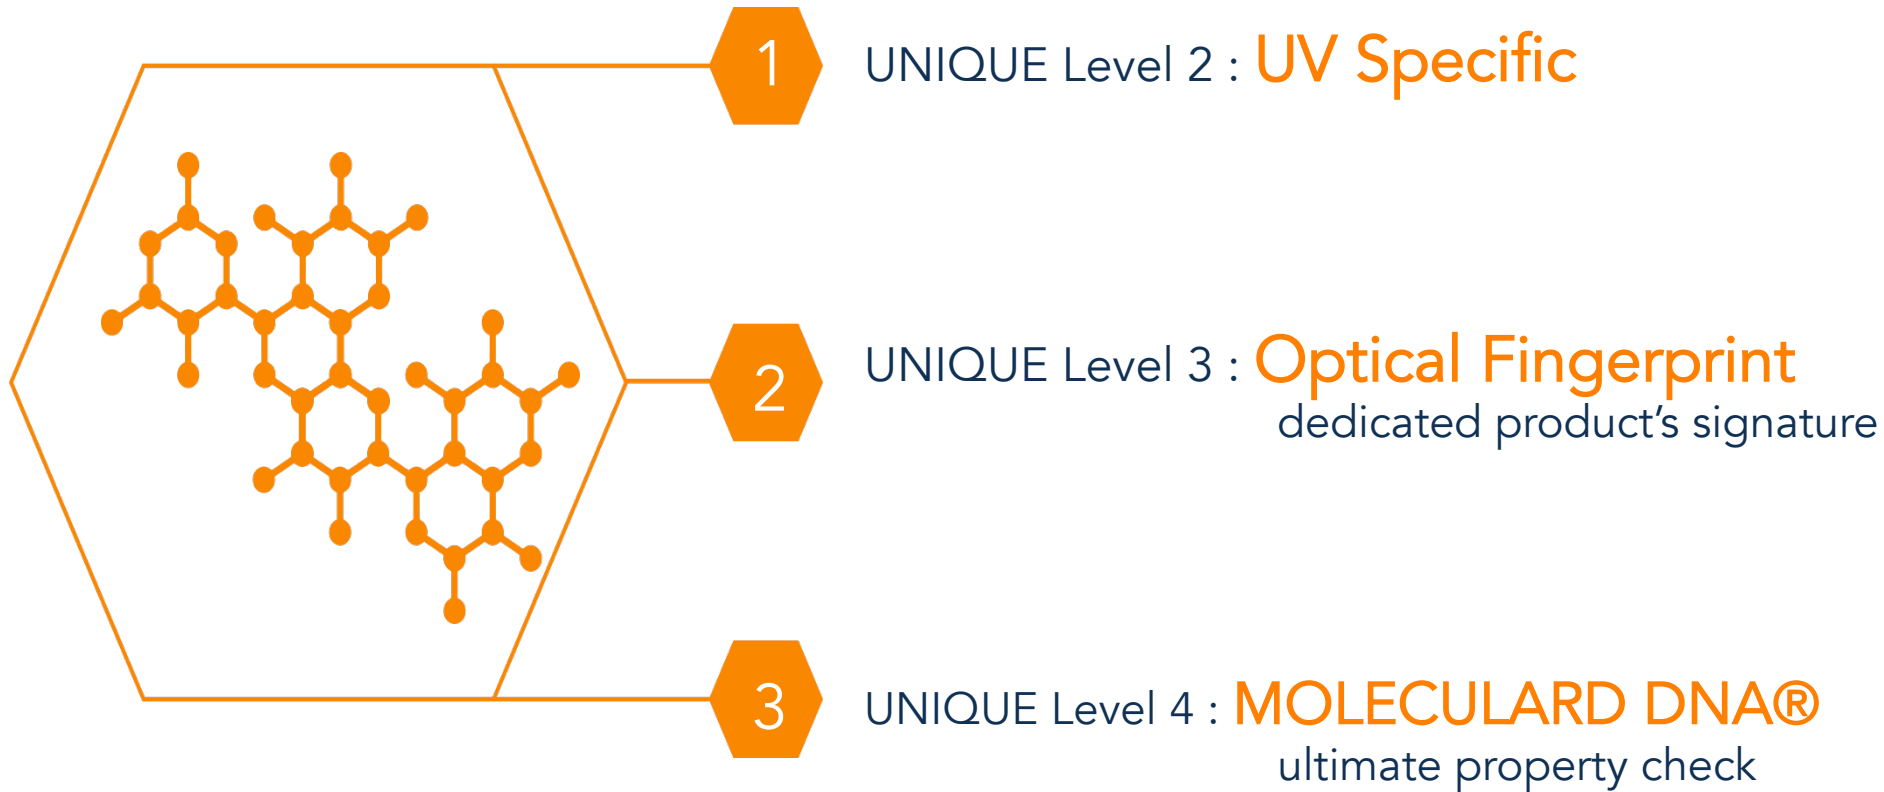 1
UNIQUE Level 2 : UV Specific
2
UNIQUE Level 3 : Optical Fingerprint
dedicated product’s signature
3
UNIQUE Level 4 : MOLECULARD DNA®
ultimate property check